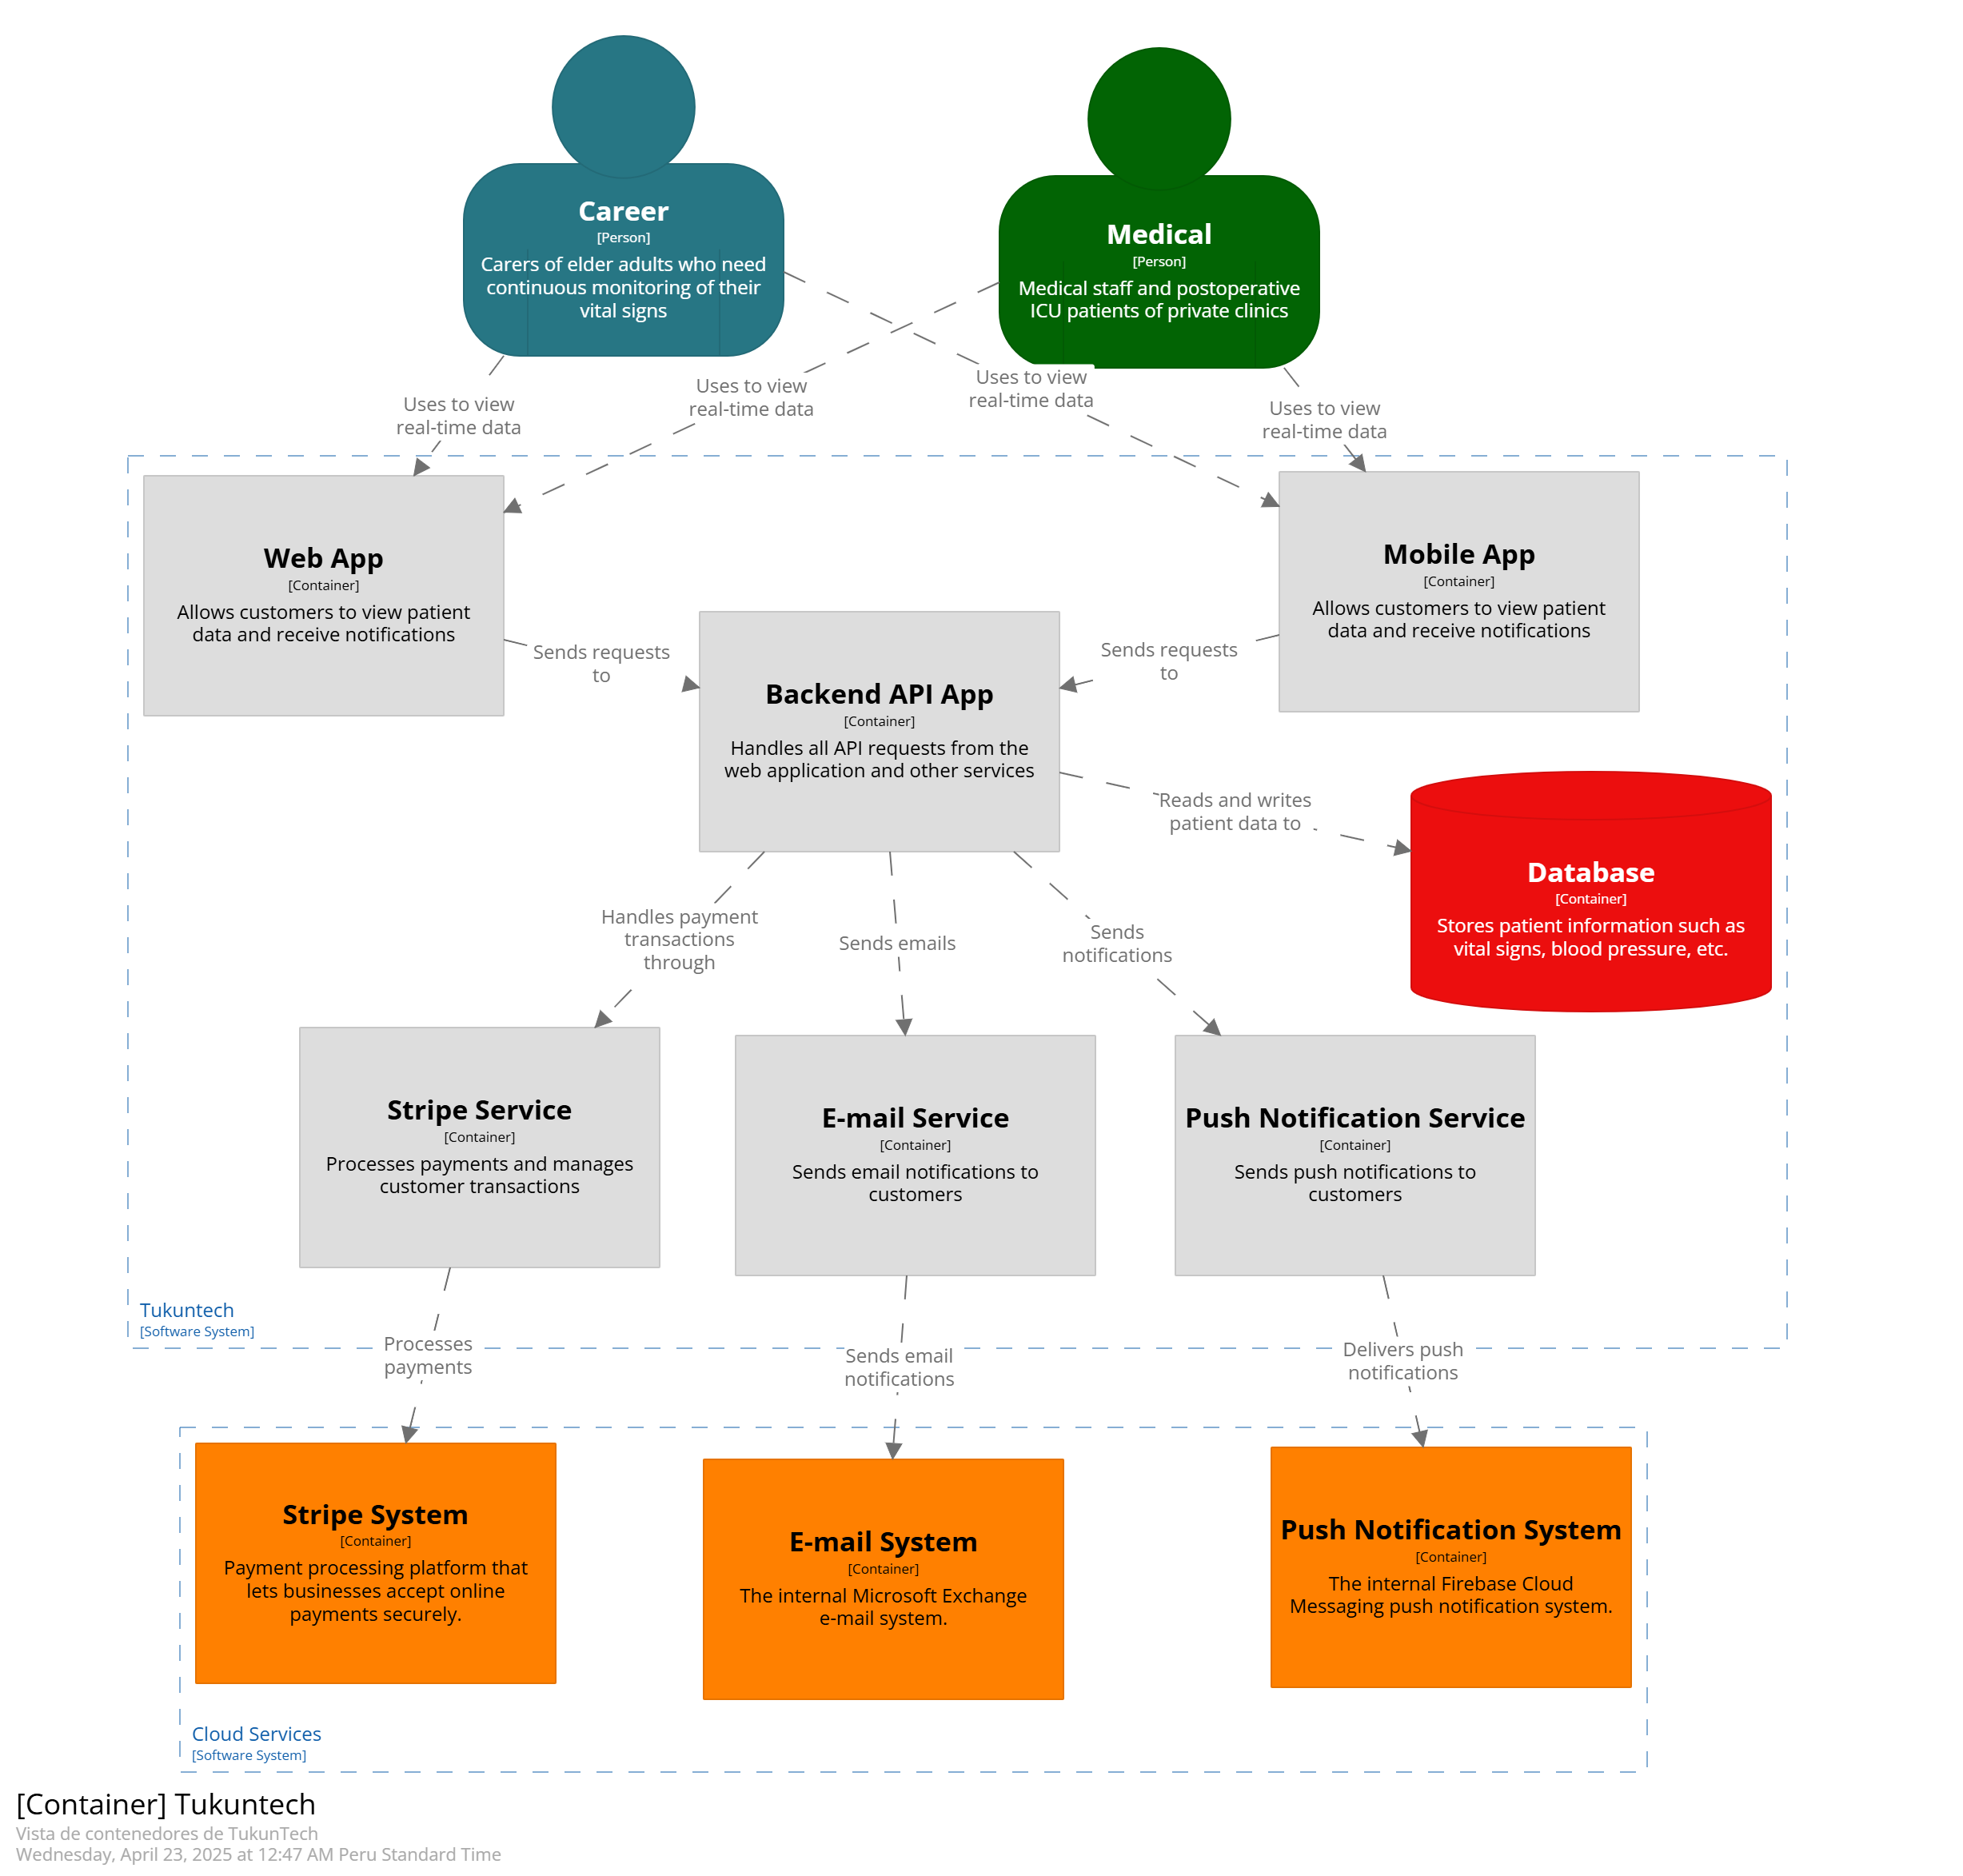 Career
[Person]
Carers of elder adults who need
continuous monitoring of their
vital signs
Medical
[Person]
Medical staff and postoperative
ICU patients of private clinics
Uses to view
real-time data
Uses to view
real-time data
Uses to view
real-time data
Uses to view
real-time data
Web App
[Container]
Allows customers to view patient
data and receive notifications
Mobile App
[Container]
Allows customers to view patient
data and receive notifications
Sends requests
to
Sends requests
to
Backend API App
[Container]
Handles all API requests from the
web application and other services
Reads and writes
patient data to
Database
[Container]
Stores patient information such as
vital signs, blood pressure, etc.
Handles payment
transactions
through
Sends emails
Sends
notifications
Stripe Service
[Container]
Processes payments and manages
customer transactions
E-mail Service
[Container]
Sends email notifications to
customers
Push Notification Service
[Container]
Sends push notifications to
customers
Tukuntech
[Software System]
Processes
payments
Sends email
notifications
Delivers push
notifications
Stripe System
[Container]
Payment processing platform that
lets businesses accept online
payments securely.
E-mail System
[Container]
The internal Microsoft Exchange
e-mail system.
Push Notification System
[Container]
The internal Firebase Cloud
Messaging push notification system.
Cloud Services
[Software System]
[Container] Tukuntech
Vista de contenedores de TukunTech
Wednesday, April 23, 2025 at 12:47 AM Peru Standard Time